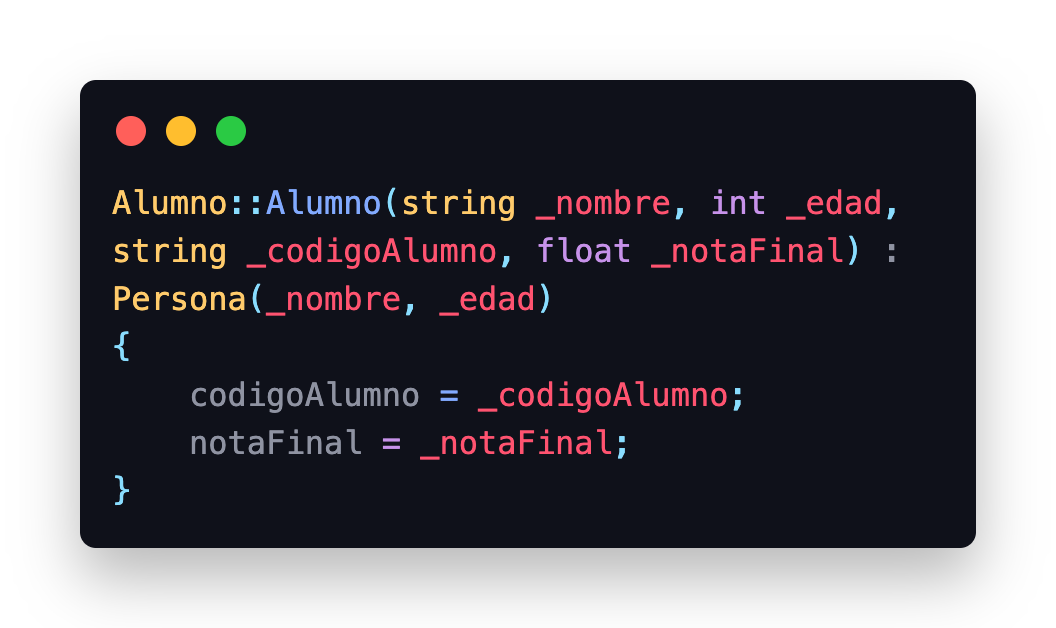 Alumno::Alumno(string _nombre, int _edad,
string _codigoAlumno, float _notaFinal) :
Persona(_nombre, _edad)
{
    codigoAlumno = _codigoAlumno;
    notaFinal = _notaFinal;
}